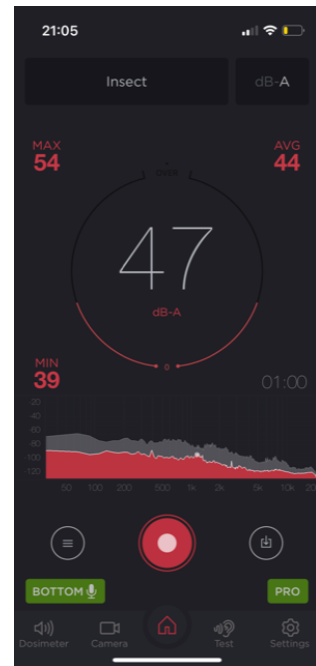 21:05
Insect
dB-A
MAX
54
AVG
44
OVER
47
dB-A
0
MIN
39
01:00
-20
-40
-60
-80
-100
-120
50 100 200 500 1k 2k 5k 10k 20
BOTTOM
PRO
Dosimeter Camera Test Settings